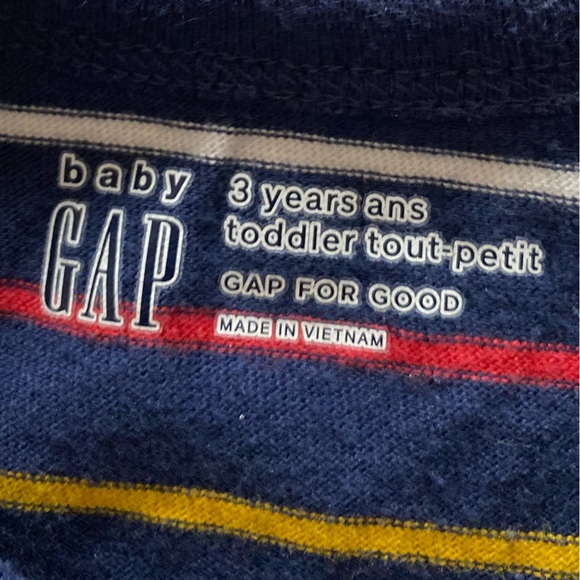 baby
GAP
3 years ans
toddler tout-petit
GAP FOR GOOD
MADE IN VIETNAM